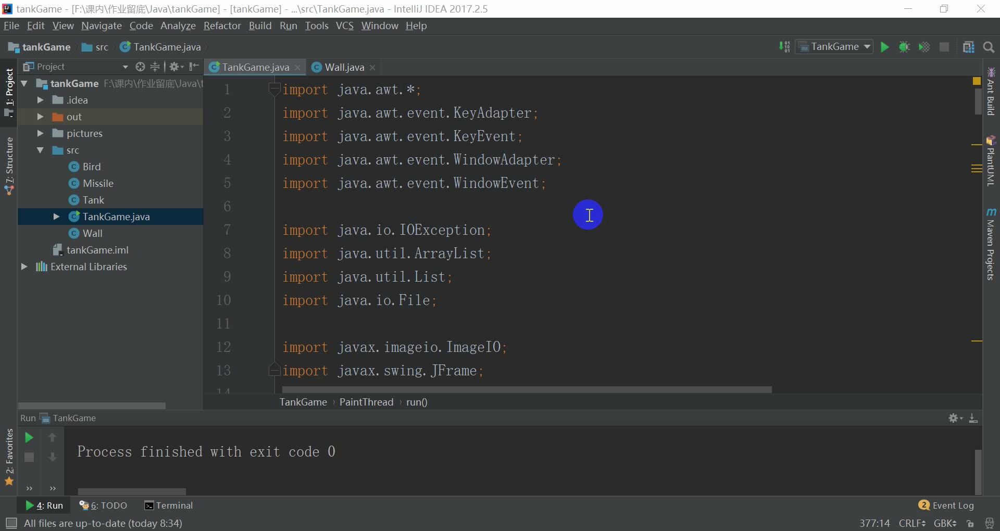 tankGame - [F:\课内\作业留底\Java\tankGame] - [tankGame] - ...\src\TankGame.java - IntelliJ IDEA 2017.2.5
File Edit View Navigate Code Analyze Refactor Build Run Tools VCS Window Help
tankGame src TankGame.java
TankGame
Project
TankGame.java Wall.java
1: Project
7: Structure
2: Favorites
tankGame F:\课内\作业留底\Java\t
.idea
out
pictures
src
Bird
Missile
Tank
TankGame.java
Wall
tankGame.iml
External Libraries
1 import java.awt.*;
2 import java.awt.event.KeyAdapter;
3 import java.awt.event.KeyEvent;
4 import java.awt.event.WindowAdapter;
5 import java.awt.event.WindowEvent;
6
7 import java.io.IOException;
8 import java.util.ArrayList;
9 import java.util.List;
10 import java.io.File;
11
12 import javax.imageio.ImageIO;
13 import javax.swing.JFrame;
14
TankGame › PaintThread › run()
Ant Build
PlantUML
m Maven Projects
Run TankGame
Process finished with exit code 0
4: Run 6: TODO Terminal
2 Event Log
All files are up-to-date (today 8:34)
377:14 CRLF GBK